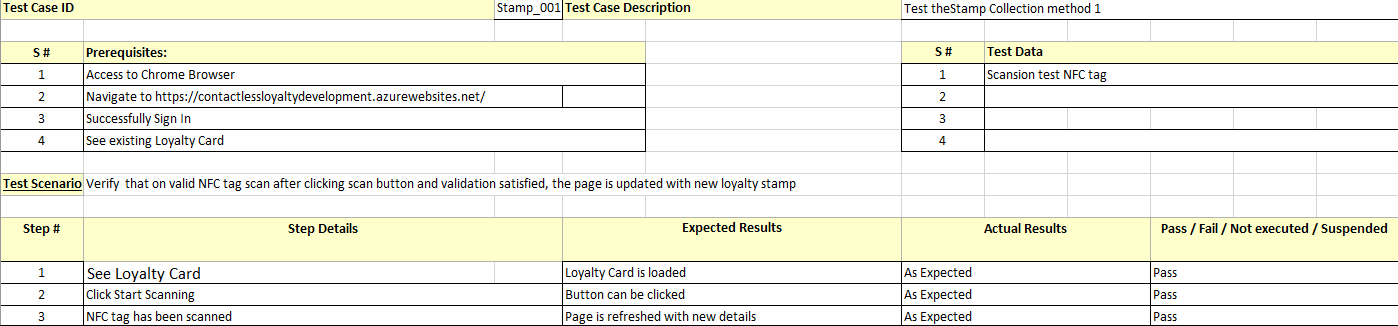 Test Case ID Stamp_001 Test Case Description Test theStamp Collection method 1
S # Prerequisites: S # Test Data
1 Access to Chrome Browser 1 Scansion test NFC tag
2 Navigate to https://contactlessloyaltydevelopment.azurewebsites.net/ 2
3 Successfully Sign In 3
4 See existing Loyalty Card 4
Test Scenario Verify that on valid NFC tag scan after clicking scan button and validation satisfied, the page is updated with new loyalty stamp
Step # Step Details Expected Results Actual Results Pass / Fail / Not executed / Suspended
1 See Loyalty Card Loyalty Card is loaded As Expected Pass
2 Click Start Scanning Button can be clicked As Expected Pass
3 NFC tag has been scanned Page is refreshed with new details As Expected Pass